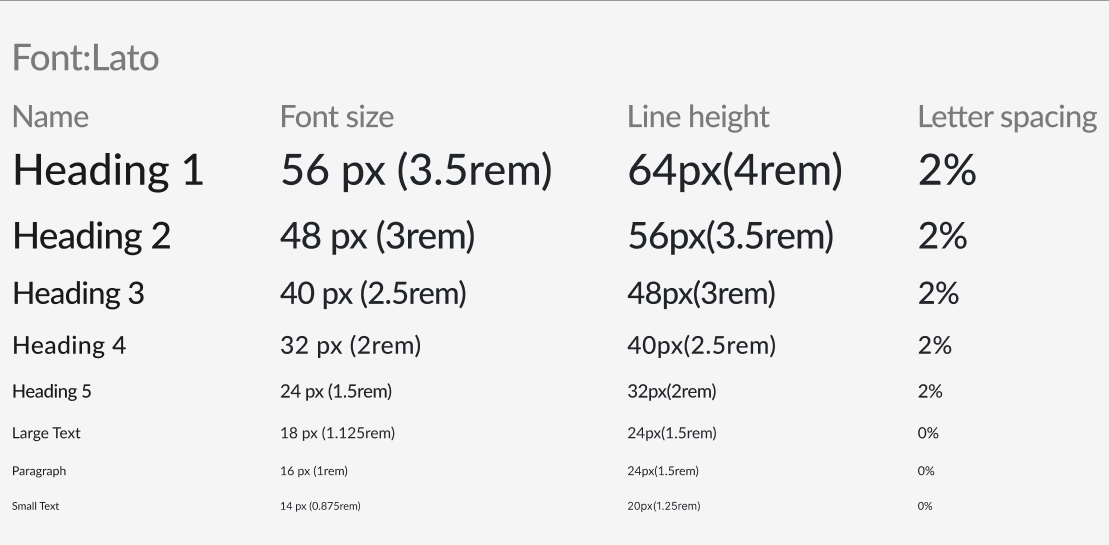 Font:Lato
Name Font size Line height Letter spacing
Heading 1 56 px (3.5rem) 64px(4rem) 2%
Heading 2 48 px (3rem) 56px(3.5rem) 2%
Heading 3 40 px (2.5rem) 48px(3rem) 2%
Heading 4 32 px (2rem) 40px(2.5rem) 2%
Heading 5 24 px (1.5rem) 32px(2rem) 2%
Large Text 18 px (1.125rem) 24px(1.5rem) 0%
Paragraph 16 px (1rem) 24px(1.5rem) 0%
Small Text 14 px (0.875rem) 20px(1.25rem) 0%